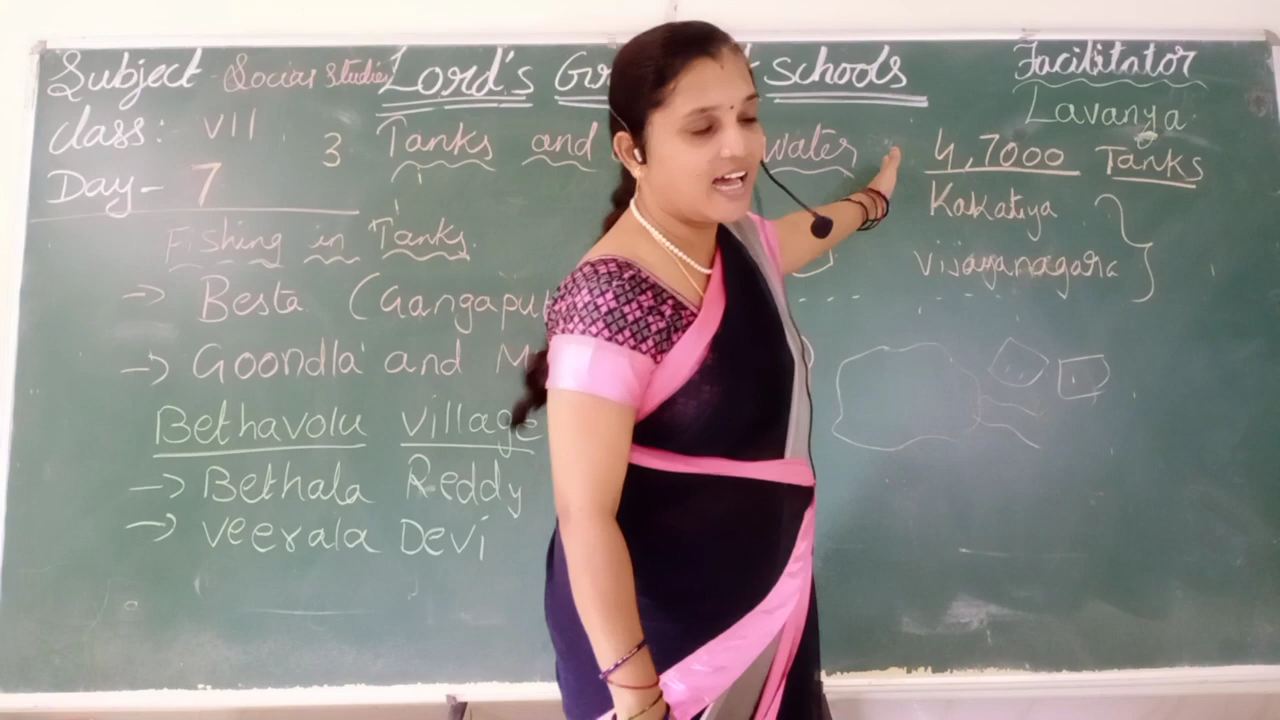 Subject - Social Studies
Lord's schools
Facilitator
Lavanya
class: VII
Day- 7
3 Tanks and water
4,7000 Tanks
Kakatiya
Vijayanagara
Fishing in Tanks
→ Besta (
→ Goondla and
Bethavolu village
→ Bethala Reddy
→ Veerala Devi